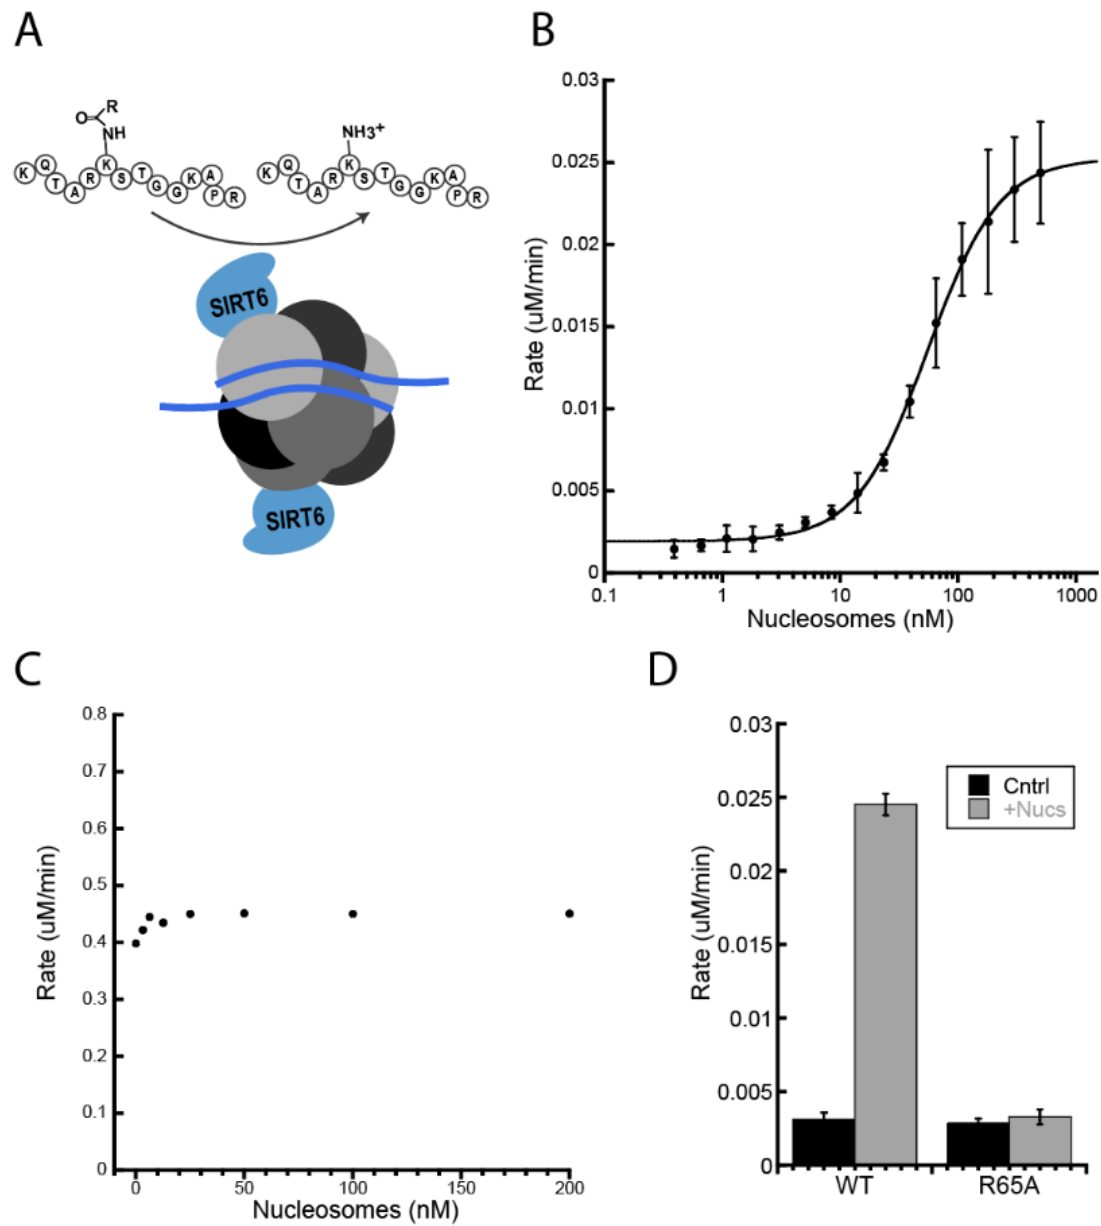 A
O
R
NH
K Q T A R K S T G G K A P R
NH3+
K Q T A R K S T G G K A P R
SIRT6
SIRT6
B
0.03
0.025
0.02
0.015
0.01
0.005
0
Rate (uM/min)
0.1 1 10 100 1000
Nucleosomes (nM)
C
0.8
0.7
0.6
0.5
0.4
0.3
0.2
0.1
0
Rate (uM/min)
0 50 100 150 200
Nucleosomes (nM)
D
0.03
0.025
0.02
0.015
0.01
0.005
0
Rate (uM/min)
Cntrl
+Nucs
WT R65A